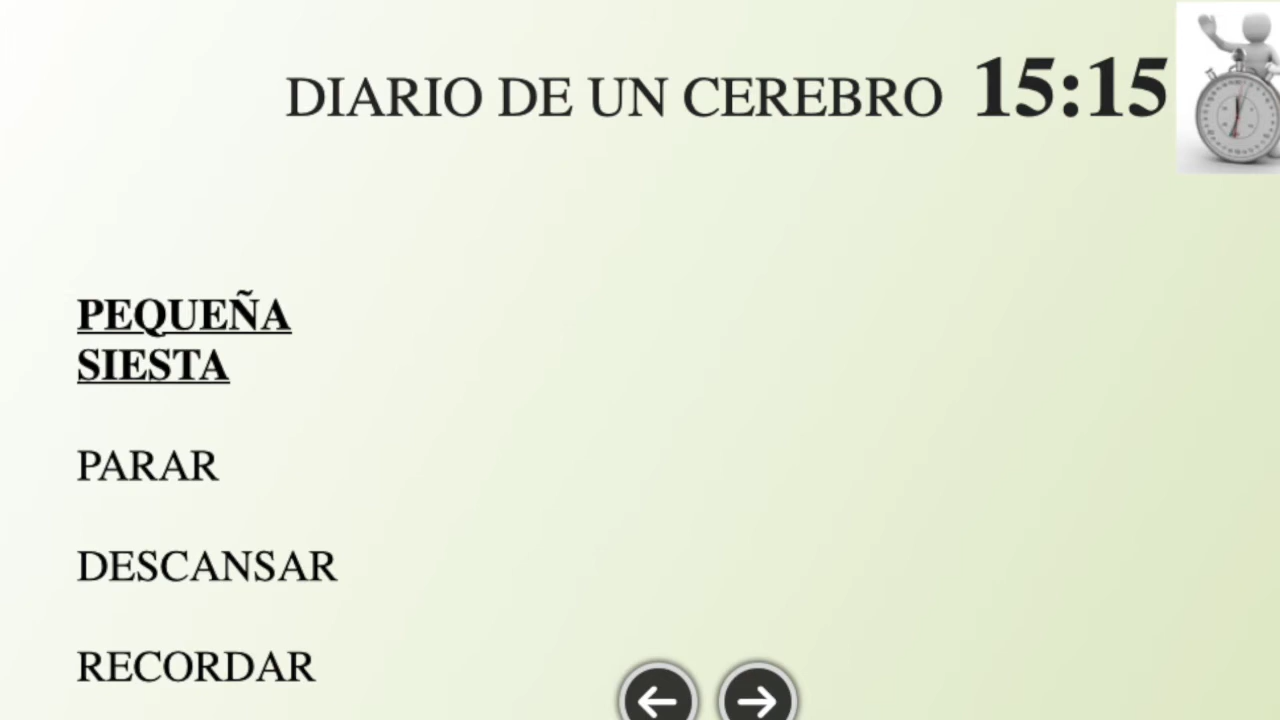 DIARIO DE UN CEREBRO 15:15
PEQUEÑA
SIESTA
PARAR
DESCANSAR
RECORDAR